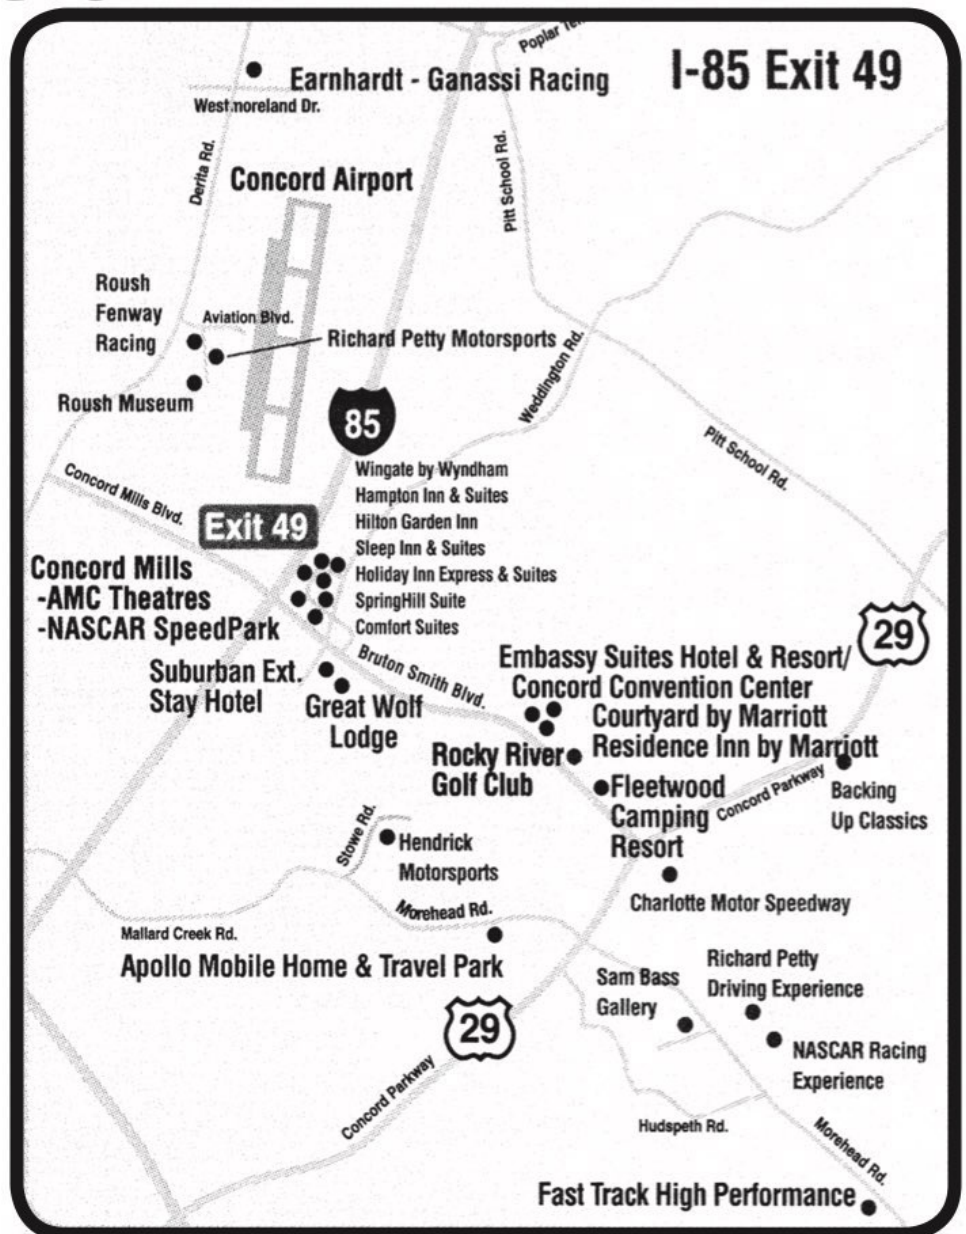 Poplar
I-85 Exit 49
Earnhardt - Ganassi Racing
Westmoreland Dr.
Derita Rd.
Pitt School Rd.
Concord Airport
Roush
Fenway
Racing
Aviation Blvd.
Richard Petty Motorsports
Roush Museum
Weddington Rd.
85
Pitt School Rd.
Concord Mills Blvd.
Exit 49
Wingate by Wyndham
Hampton Inn & Suites
Hilton Garden Inn
Sleep Inn & Suites
Holiday Inn Express & Suites
SpringHill Suite
Comfort Suites
Concord Mills
-AMC Theatres
-NASCAR SpeedPark
29
Suburban Ext.
Stay Hotel
Great Wolf
Lodge
Bruton Smith Blvd.
Embassy Suites Hotel & Resort/
Concord Convention Center
Courtyard by Marriott
Residence Inn by Marriott
Rocky River
Golf Club
Fleetwood
Camping
Resort
Concord Parkway
Backing
Up Classics
Stowe Rd.
Hendrick
Motorsports
Charlotte Motor Speedway
Morehead Rd.
Mallard Creek Rd.
Apollo Mobile Home & Travel Park
Sam Bass
Gallery
Richard Petty
Driving Experience
29
NASCAR Racing
Experience
Concord Parkway
Hudspeth Rd.
Morehead Rd.
Fast Track High Performance